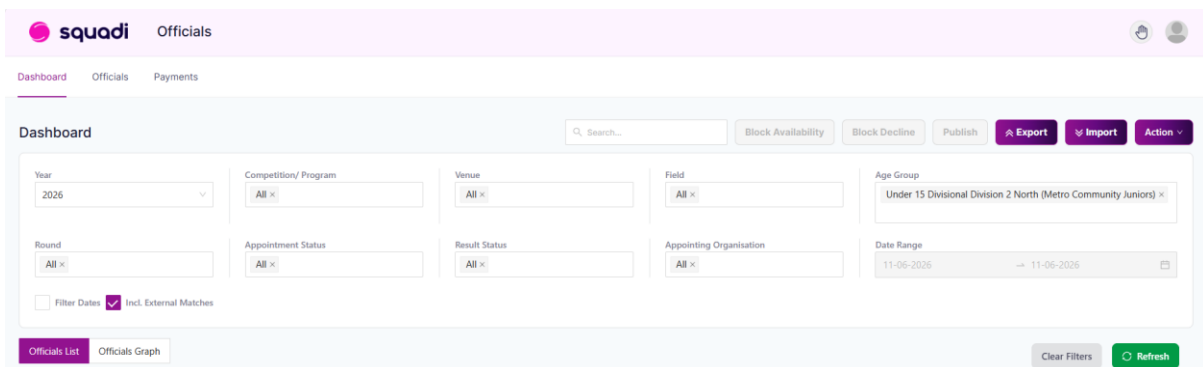 squadi Officials
Dashboard Officials Payments
Dashboard Search... Block Availability Block Decline Publish Export Import Action
Year Competition/ Program Venue Field Age Group
2026 All × All × All × Under 15 Divisional Division 2 North (Metro Community Juniors) ×
Round Appointment Status Result Status Appointing Organisation Date Range
All × All × All × All × 11-06-2026 → 11-06-2026
Filter Dates Incl. External Matches
Officials List Officials Graph Clear Filters Refresh